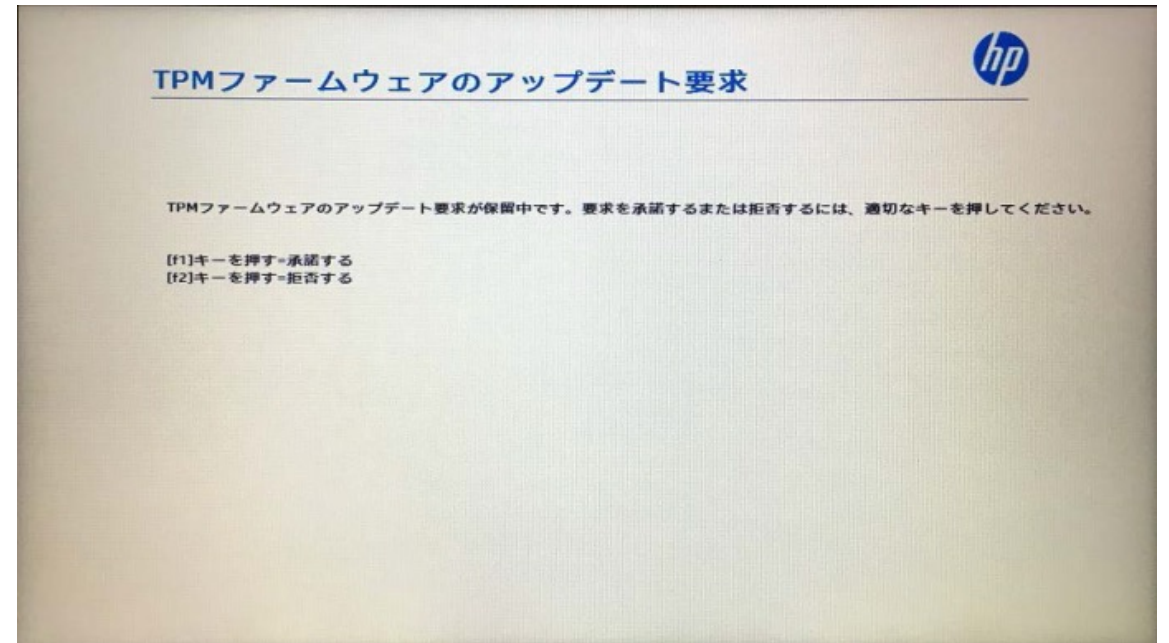 hp
TPMファームウェアのアップデート要求
TPMファームウェアのアップデート要求が保留中です。要求を承諾するまたは拒否するには、適切なキーを押してください。
[f1]キーを押す=承諾する
[f2]キーを押す=拒否する